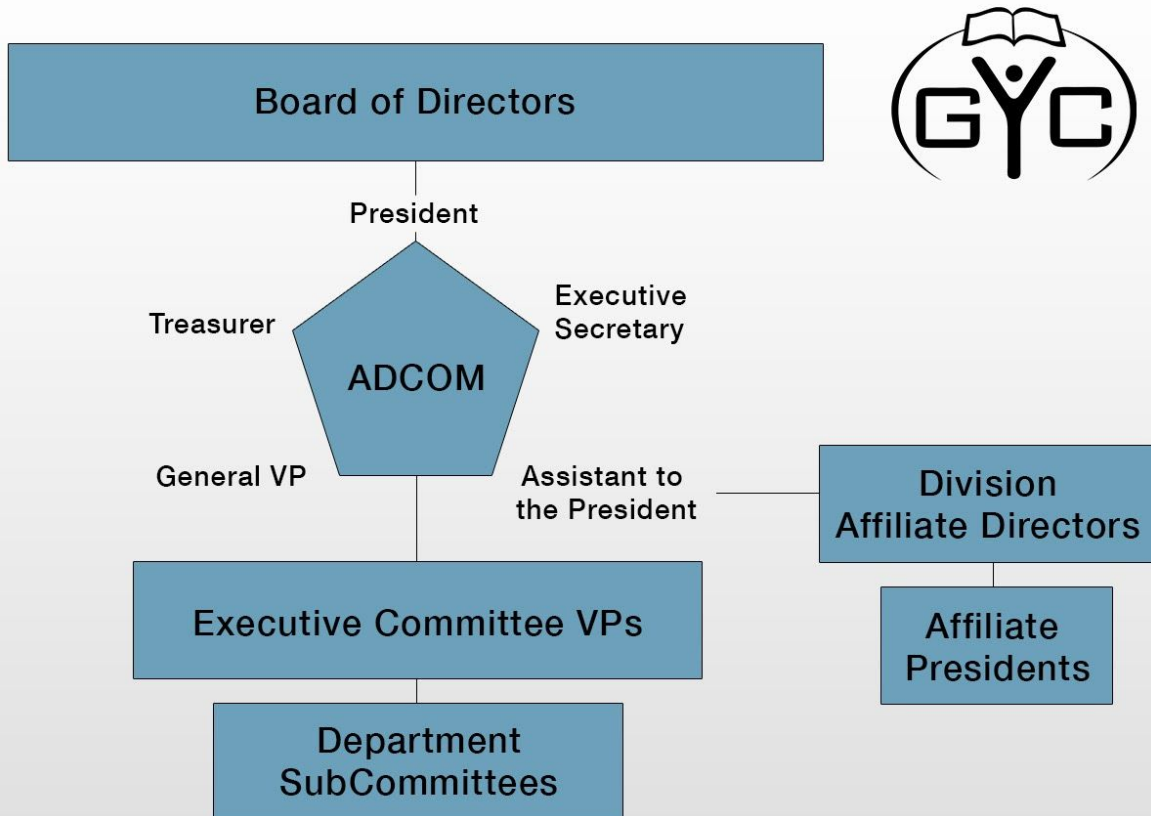 Board of Directors
GYC
President
Treasurer
Executive
Secretary
ADCOM
General VP
Assistant to
the President
Division
Affiliate Directors
Executive Committee VPs
Affiliate
Presidents
Department
SubCommittees